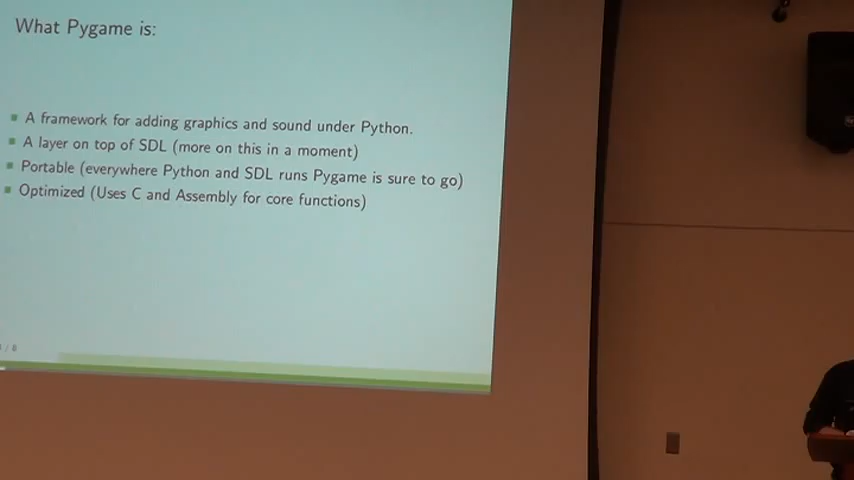 What Pygame is:
A framework for adding graphics and sound under Python.
A layer on top of SDL (more on this in a moment)
Portable (everywhere Python and SDL runs Pygame is sure to go)
Optimized (Uses C and Assembly for core functions)
/ 8